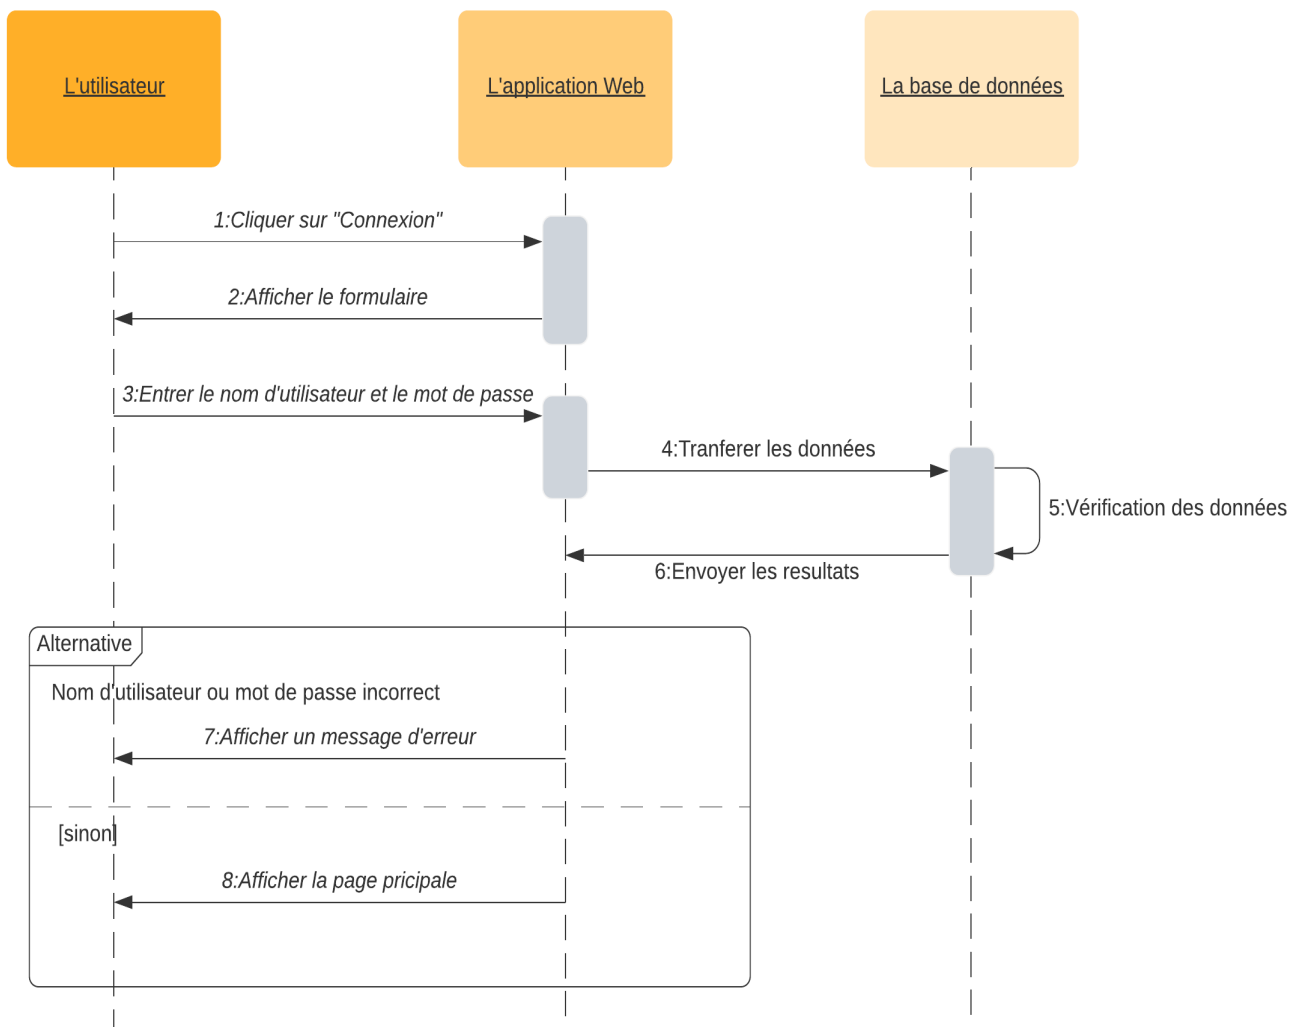 L'utilisateur
L'application Web
La base de données
1:Cliquer sur "Connexion"
2:Afficher le formulaire
3:Entrer le nom d'utilisateur et le mot de passe
4:Tranferer les données
5:Vérification des données
6:Envoyer les resultats
Alternative
Nom d'utilisateur ou mot de passe incorrect
7:Afficher un message d'erreur
[sinon]
8:Afficher la page pricipale